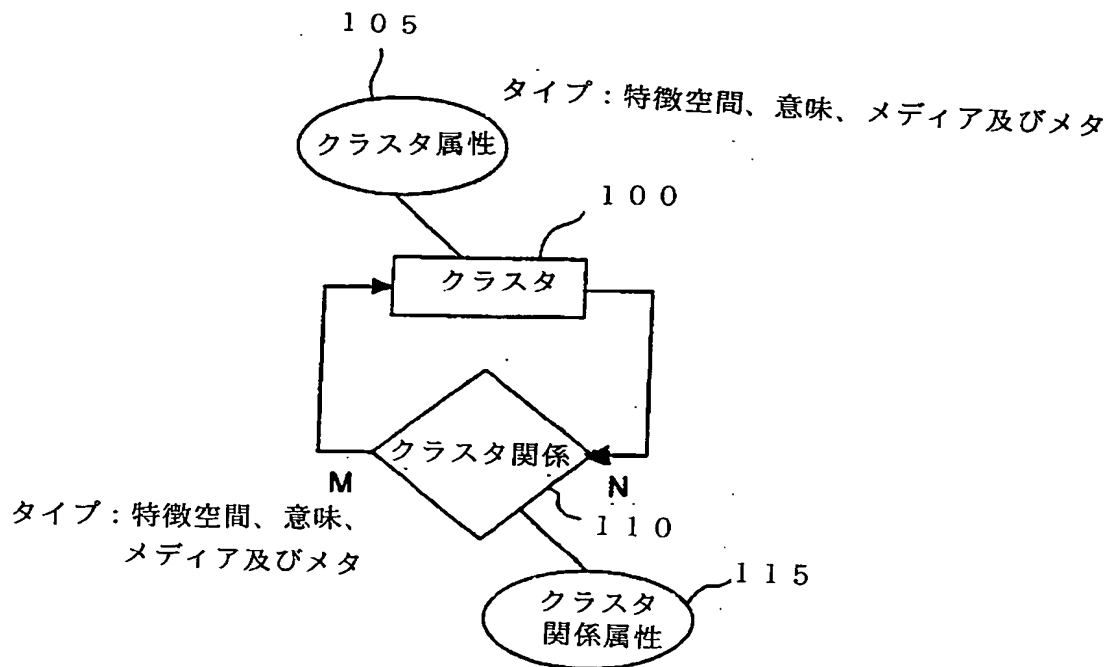 １０５
タイプ：特徴空間、意味、メディア及びメタ
クラスタ属性
１００
クラスタ
クラスタ関係
M
N
タイプ：特徴空間、意味、
メディア及びメタ
１１０
１１５
クラスタ
関係属性